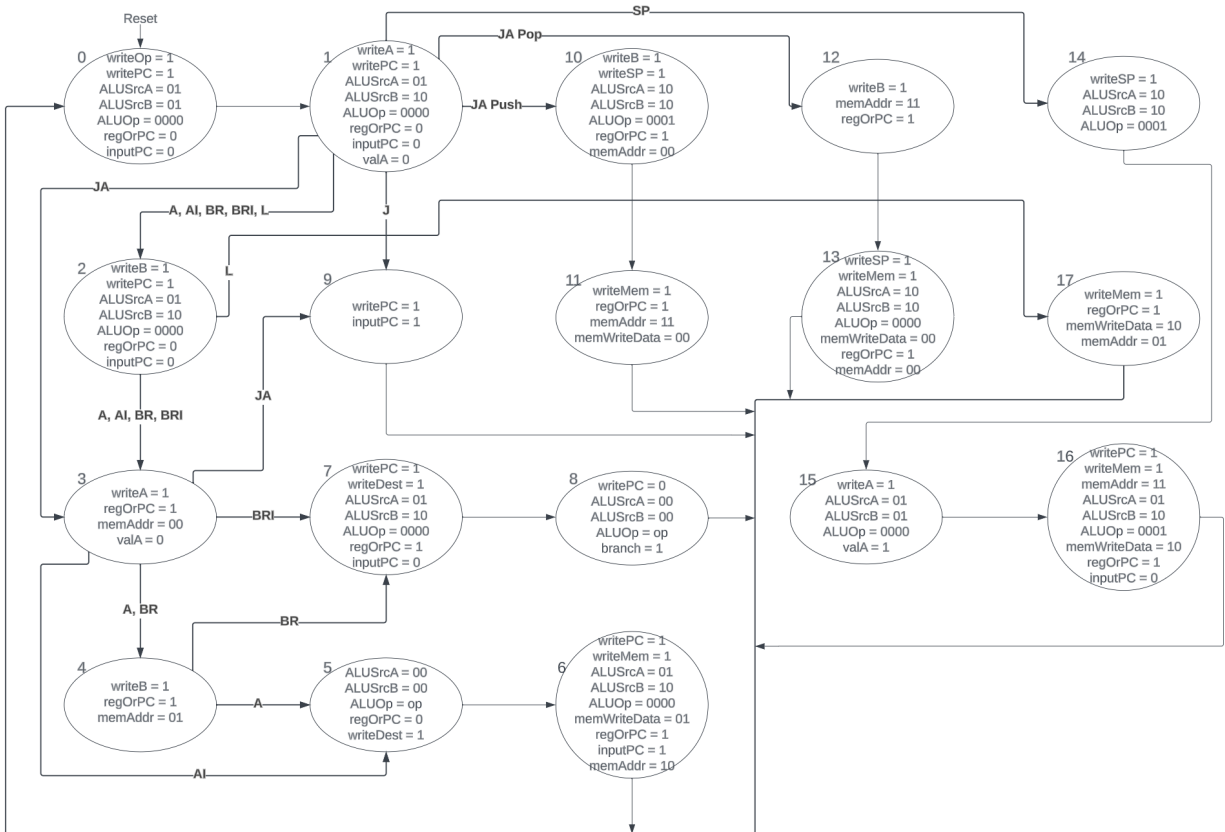 Reset
SP
JA Pop
JA Push
JA
A, AI, BR, BRI, L
J
L
A, AI, BR, BRI
JA
BRI
A, BR
BR
A
AI
0
writeOp = 1
writePC = 1
ALUSrcA = 01
ALUSrcB = 01
ALUOp = 0000
regOrPC = 0
inputPC = 0
1
writeA = 1
writePC = 1
ALUSrcA = 01
ALUSrcB = 10
ALUOp = 0000
regOrPC = 0
inputPC = 0
valA = 0
10
writeB = 1
writeSP = 1
ALUSrcA = 10
ALUSrcB = 10
ALUOp = 0001
regOrPC = 1
memAddr = 00
12
writeB = 1
memAddr = 11
regOrPC = 1
14
writeSP = 1
ALUSrcA = 10
ALUSrcB = 10
ALUOp = 0001
2
writeB = 1
writePC = 1
ALUSrcA = 01
ALUSrcB = 10
ALUOp = 0000
regOrPC = 0
inputPC = 0
9
writePC = 1
inputPC = 1
11
writeMem = 1
regOrPC = 1
memAddr = 11
memWriteData = 00
13
writeSP = 1
writeMem = 1
ALUSrcA = 10
ALUSrcB = 10
ALUOp = 0000
memWriteData = 00
regOrPC = 1
memAddr = 00
17
writeMem = 1
regOrPC = 1
memWriteData = 10
memAddr = 01
3
writeA = 1
regOrPC = 1
memAddr = 00
valA = 0
7
writePC = 1
writeDest = 1
ALUSrcA = 01
ALUSrcB = 10
ALUOp = 0000
regOrPC = 1
inputPC = 0
8
writePC = 0
ALUSrcA = 00
ALUSrcB = 00
ALUOp = op
branch = 1
15
writeA = 1
ALUSrcA = 01
ALUSrcB = 01
ALUOp = 0000
valA = 1
16
writePC = 1
writeMem = 1
memAddr = 11
ALUSrcA = 01
ALUSrcB = 10
ALUOp = 0001
memWriteData = 10
regOrPC = 1
inputPC = 0
4
writeB = 1
regOrPC = 1
memAddr = 01
5
ALUSrcA = 00
ALUSrcB = 00
ALUOp = op
regOrPC = 0
writeDest = 1
6
writePC = 1
writeMem = 1
ALUSrcA = 01
ALUSrcB = 10
ALUOp = 0000
memWriteData = 01
regOrPC = 1
inputPC = 1
memAddr = 10